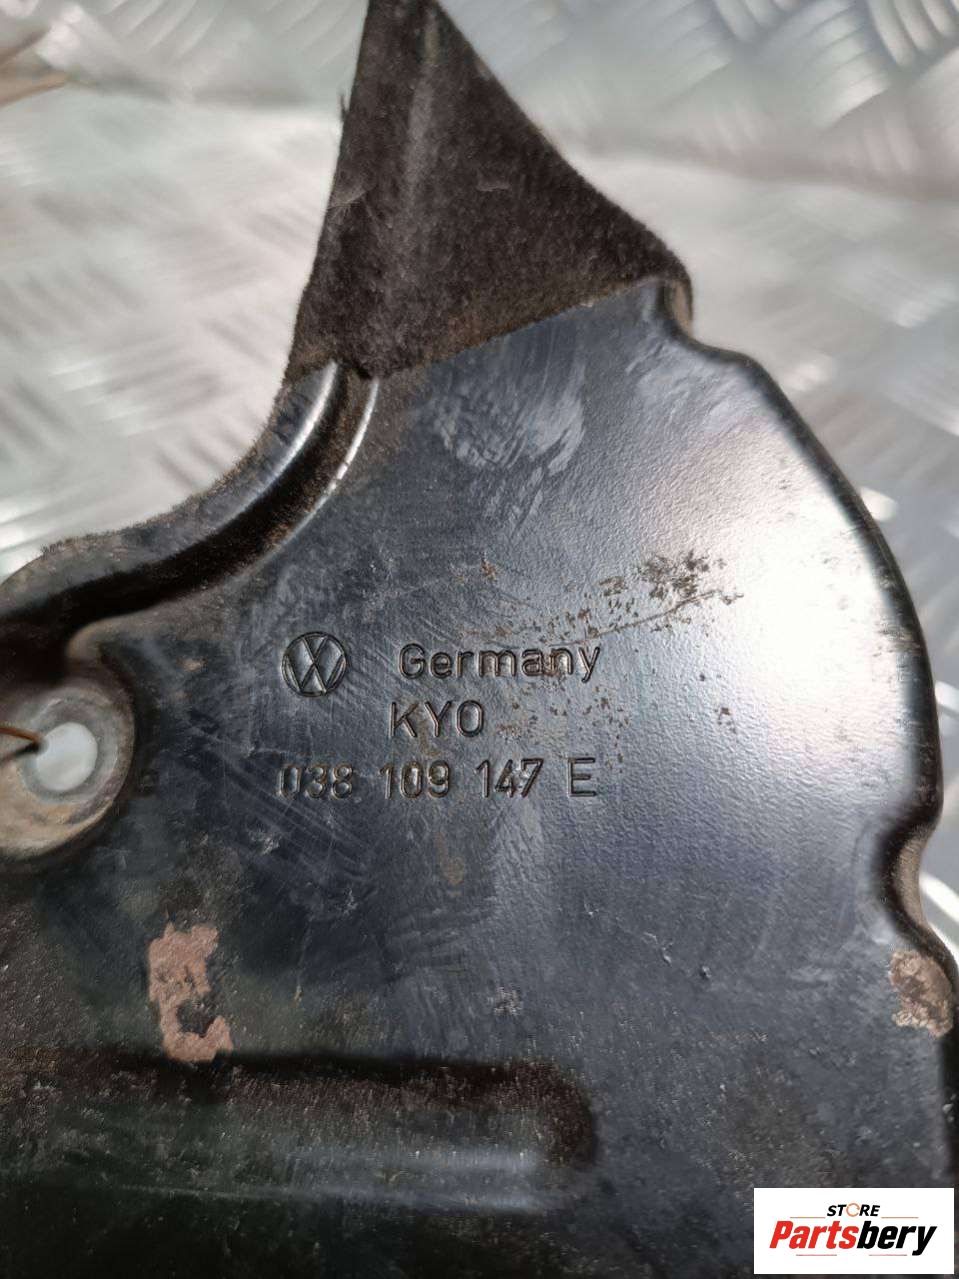 Germany
KYO
038 109 147 E
STORE
Partsbery